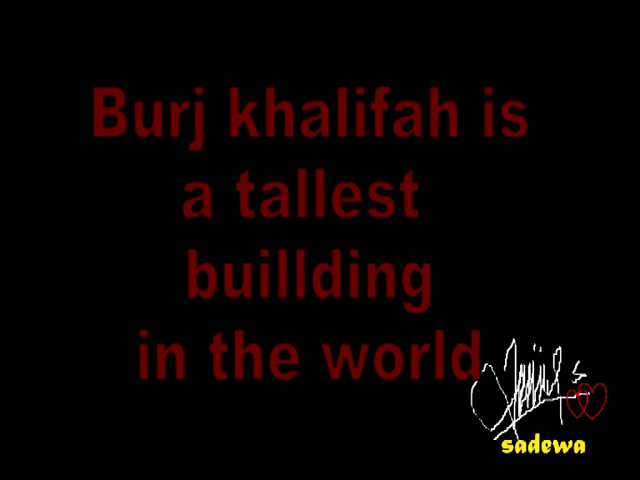 Burj khalifah is
a tallest
buillding
in the world
sadewa